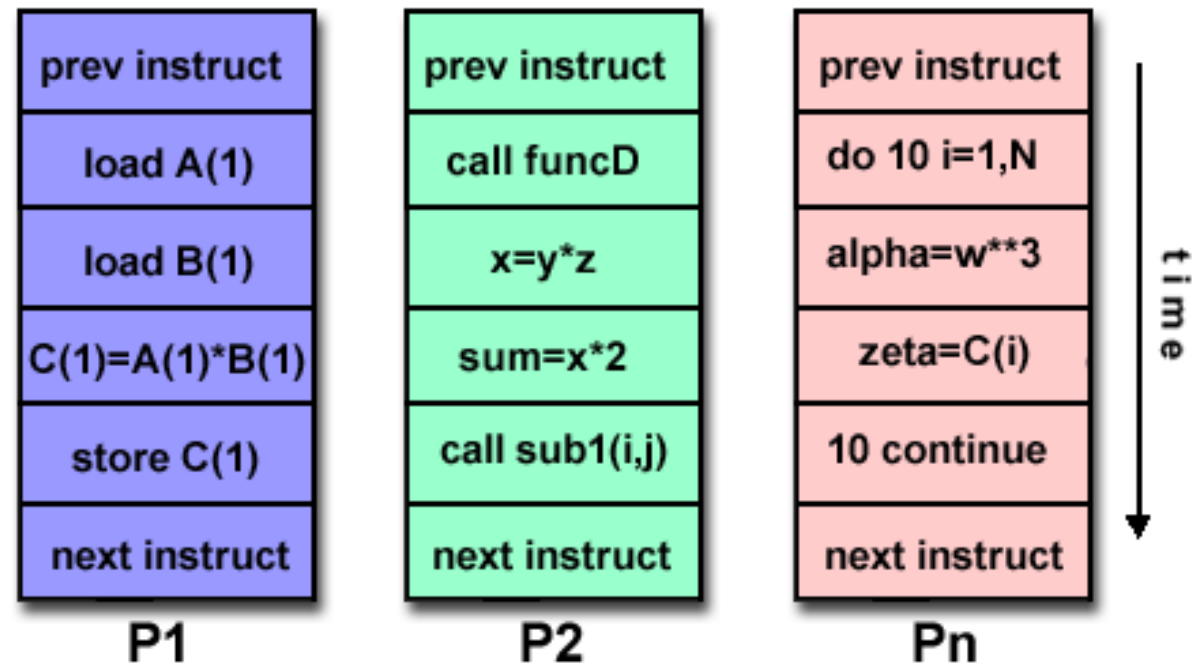 prev instruct
load A(1)
load B(1)
C(1)=A(1)*B(1)
store C(1)
next instruct
P1
prev instruct
call funcD
x=y*z
sum=x*2
call sub1(i,j)
next instruct
P2
prev instruct
do 10 i=1,N
alpha=w**3
zeta=C(i)
10 continue
next instruct
Pn
time